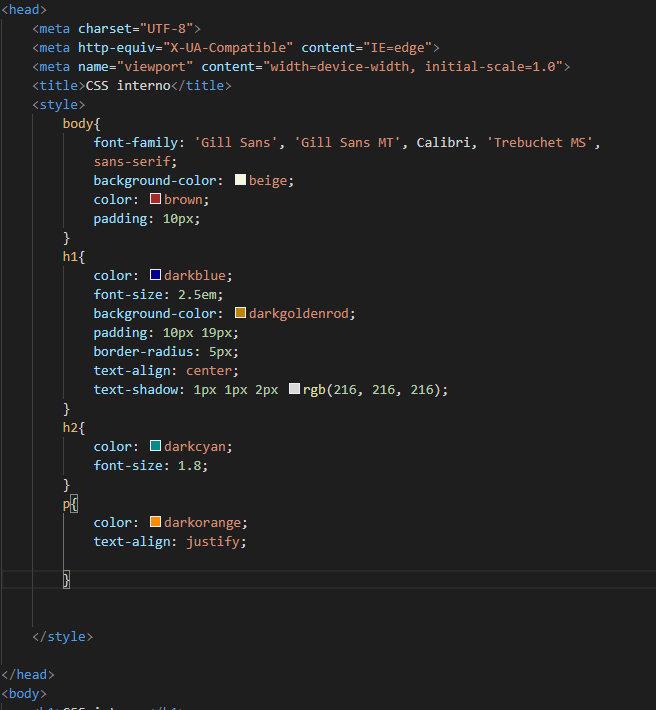 <head>
<meta charset="UTF-8">
<meta http-equiv="X-UA-Compatible" content="IE=edge">
<meta name="viewport" content="width=device-width, initial-scale=1.0">
<title>CSS interno</title>
<style>
body{
font-family: 'Gill Sans', 'Gill Sans MT', Calibri, 'Trebuchet MS',
sans-serif;
background-color: beige;
color: brown;
padding: 10px;
}
h1{
color: darkblue;
font-size: 2.5em;
background-color: darkgoldenrod;
padding: 10px 19px;
border-radius: 5px;
text-align: center;
text-shadow: 1px 1px 2px rgb(216, 216, 216);
}
h2{
color: darkcyan;
font-size: 1.8;
}
p{
color: darkorange;
text-align: justify;
}
</style>
</head>
<body>